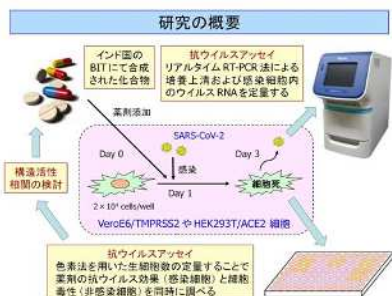 研究の概要
インド国の
BITにて合成
された化合物
抗ウイルスアッセイ
リアルタイム RT-PCR 法による
培養上清および感染細胞内
のウイルス RNAを定量する
薬剤添加
SARS-CoV-2
Day 0
Day 3
感染
細胞死
Day 1
2×10⁴ cells/well
VeroE6/TMPRSS2 や HEK293T/ACE2 細胞
構造活性
相関の検討
抗ウイルスアッセイ
色素法を用いた生細胞数の定量することで
薬剤の抗ウイルス効果(感染細胞)と細胞
毒性(非感染細胞)を同時に調べる